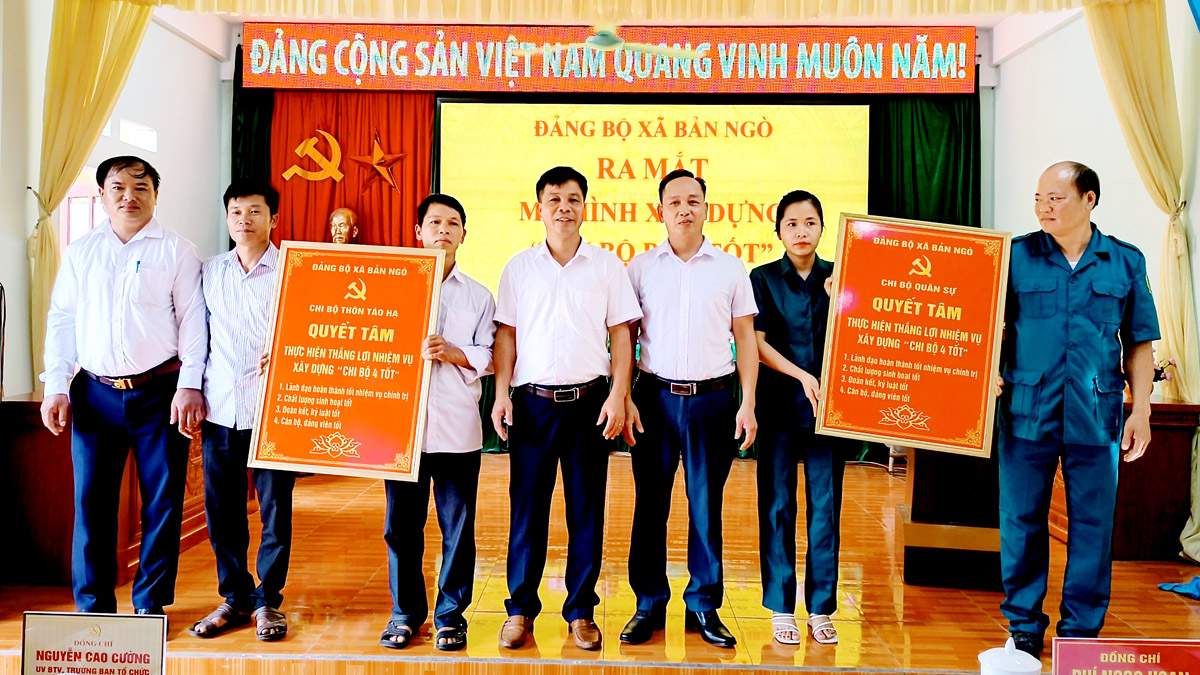 ĐẢNG CỘNG SẢN VIỆT NAM QUANG VINH MUÔN NĂM!
ĐẢNG BỘ XÃ BẢN NGÒ
RA MẮT
HÌNH X DỰNG
BỘ TỐT”
ĐẢNG BỘ XÃ BẢN NGÒ
CHI BỘ THÔN TÀO HẠ
QUYẾT TÂM
THỰC HIỆN THẮNG LỢI NHIỆM VỤ
XÂY DỰNG “CHI BỘ 4 TỐT”
1. Lãnh đạo hoàn thành tốt nhiệm vụ chính trị
2. Chất lượng sinh hoạt tốt
3. Đoàn kết, kỷ luật tốt
4. Cán bộ, đảng viên tốt
ĐẢNG BỘ XÃ BẢN NGÒ
CHI BỘ QUÂN SỰ
QUYẾT TÂM
THỰC HIỆN THẮNG LỢI NHIỆM VỤ
XÂY DỰNG “CHI BỘ 4 TỐT”
1. Lãnh đạo hoàn thành tốt nhiệm vụ chính trị
2. Chất lượng sinh hoạt tốt
3. Đoàn kết, kỷ luật tốt
4. Cán bộ, đảng viên tốt
ĐỒNG CHÍ
NGUYỄN CAO CƯỜNG
UV BTV, TRƯỞNG BAN TỔ CHỨC
ĐỒNG CHÍ
PHÍ NGỌC